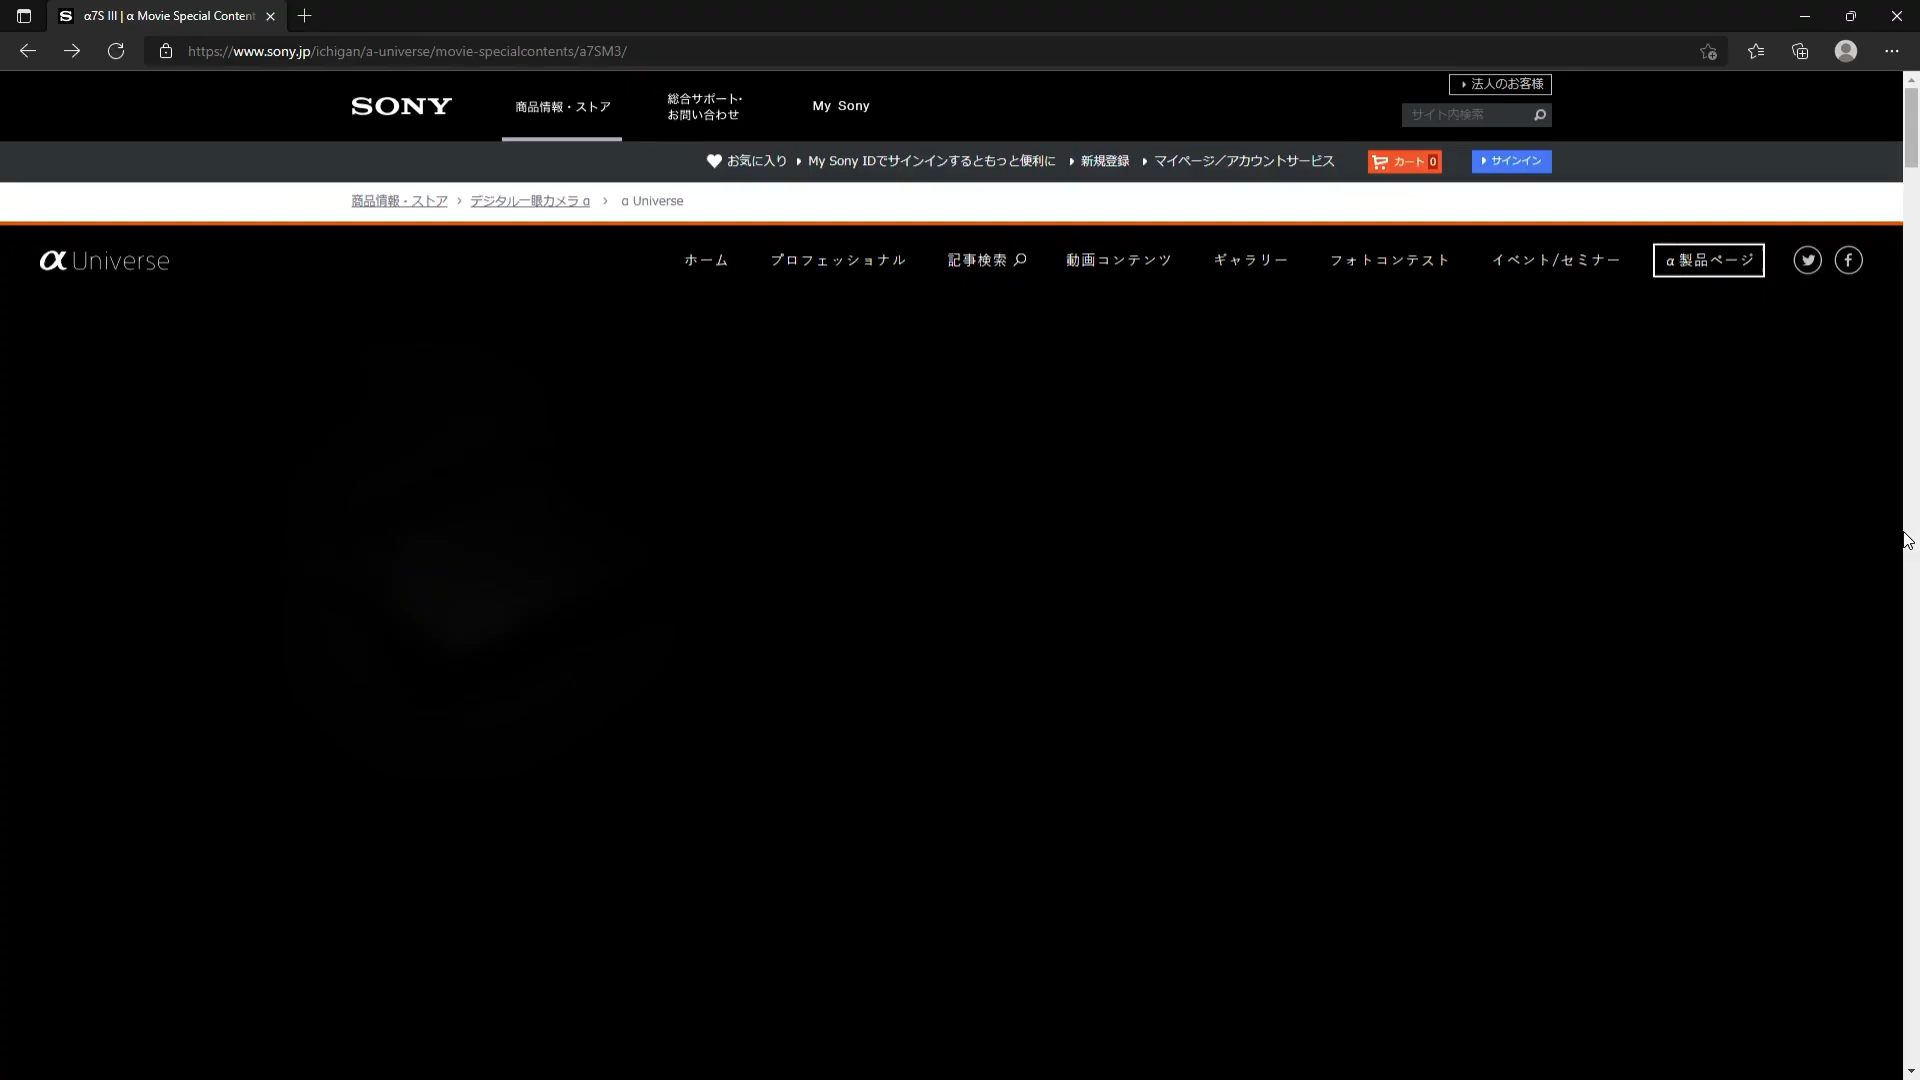 α7S III | α Movie Special Conten
https://www.sony.jp/ichigan/a-universe/movie-specialcontents/a7SM3/
法人のお客様
SONY
商品情報・ストア
総合サポート・
お問い合わせ
My Sony
サイト内検索
お気に入り
My Sony IDでサインインするともっと便利に
新規登録
マイページ／アカウントサービス
カート 0
サインイン
商品情報・ストア > デジタル一眼カメラ α > α Universe
α Universe
ホーム
プロフェッショナル
記事検索
動画コンテンツ
ギャラリー
フォトコンテスト
イベント/セミナー
α 製品ページ